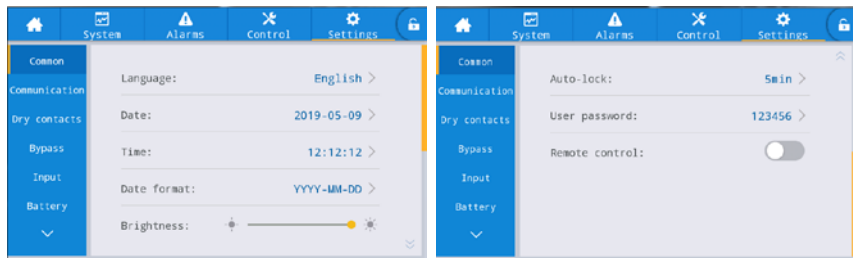 System Alarms Control Settings
Common
Communication
Dry contacts
Bypass
Input
Battery
Language: English >
Date: 2019-05-09 >
Time: 12:12:12 >
Date format: YYYY-MM-DD >
Brightness:
System Alarms Control Settings
Common
Communication
Dry contacts
Bypass
Input
Battery
Auto-lock: 5min >
User password: 123456 >
Remote control: